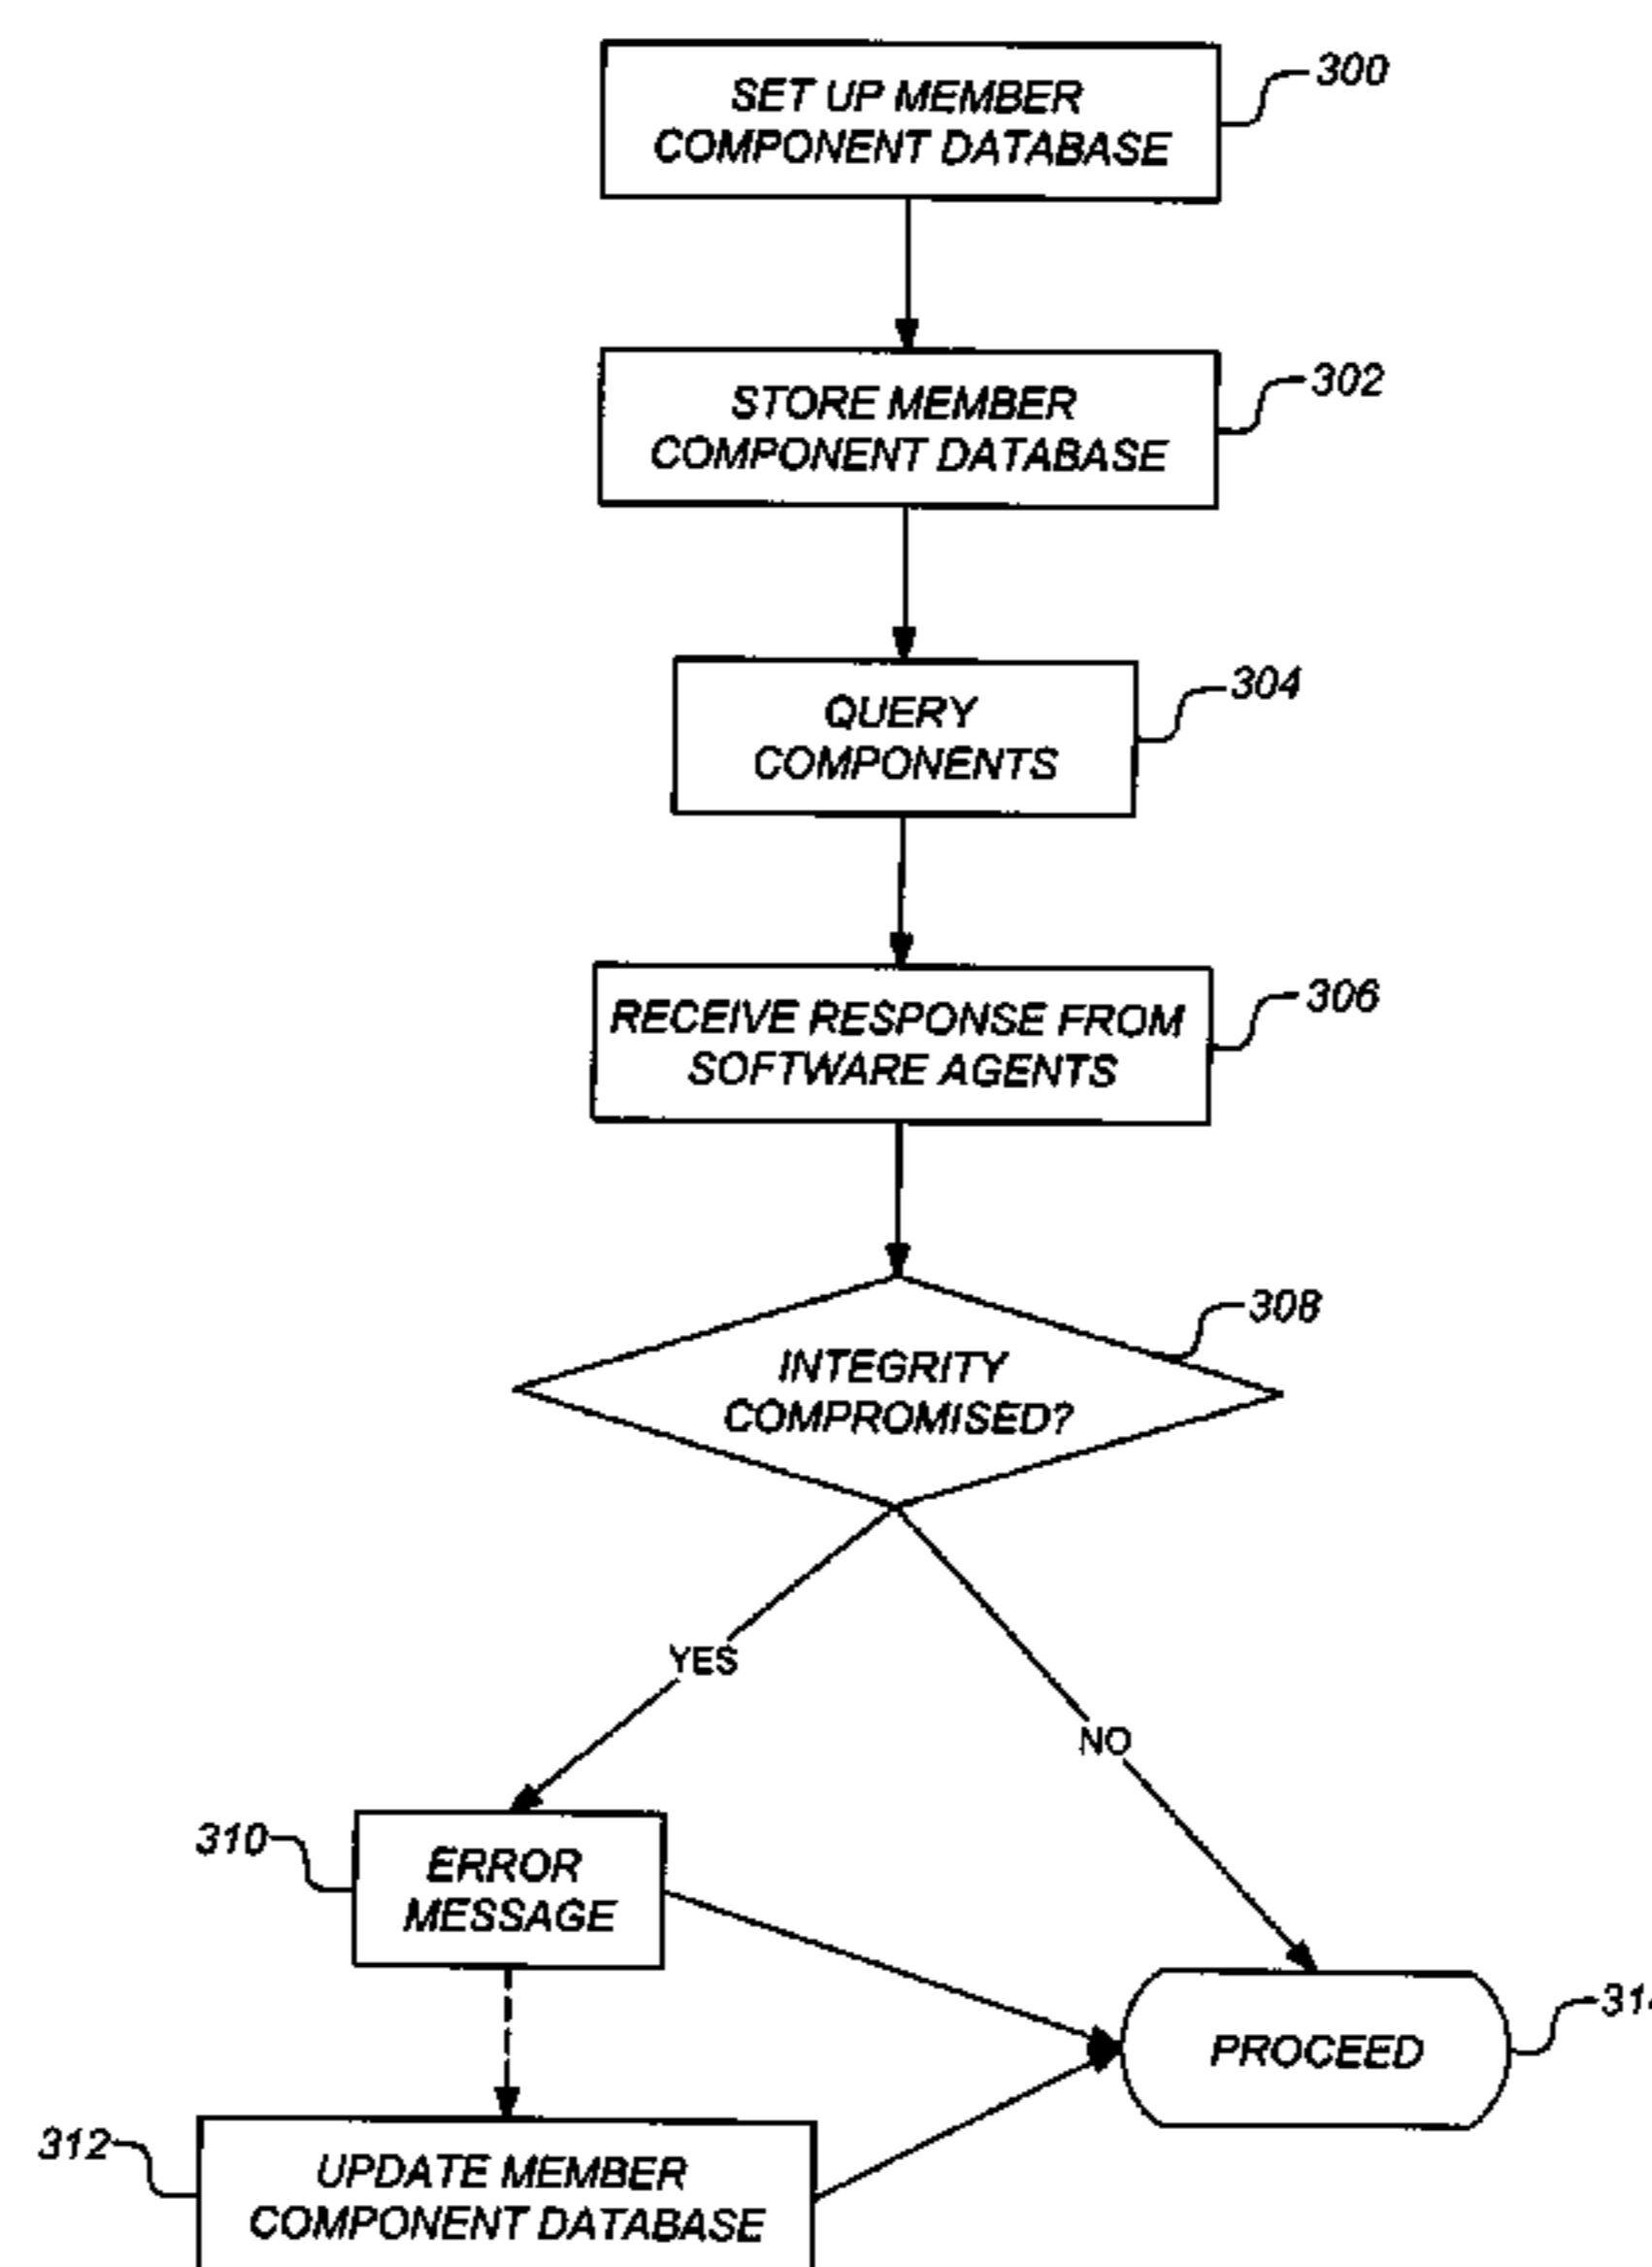 SET UP MEMBER
COMPONENT DATABASE
300
STORE MEMBER
COMPONENT DATABASE
302
QUERY
COMPONENTS
304
RECEIVE RESPONSE FROM
SOFTWARE AGENTS
306
INTEGRITY
COMPROMISED?
308
YES
NO
310
ERROR
MESSAGE
PROCEED
312
UPDATE MEMBER
COMPONENT DATABASE